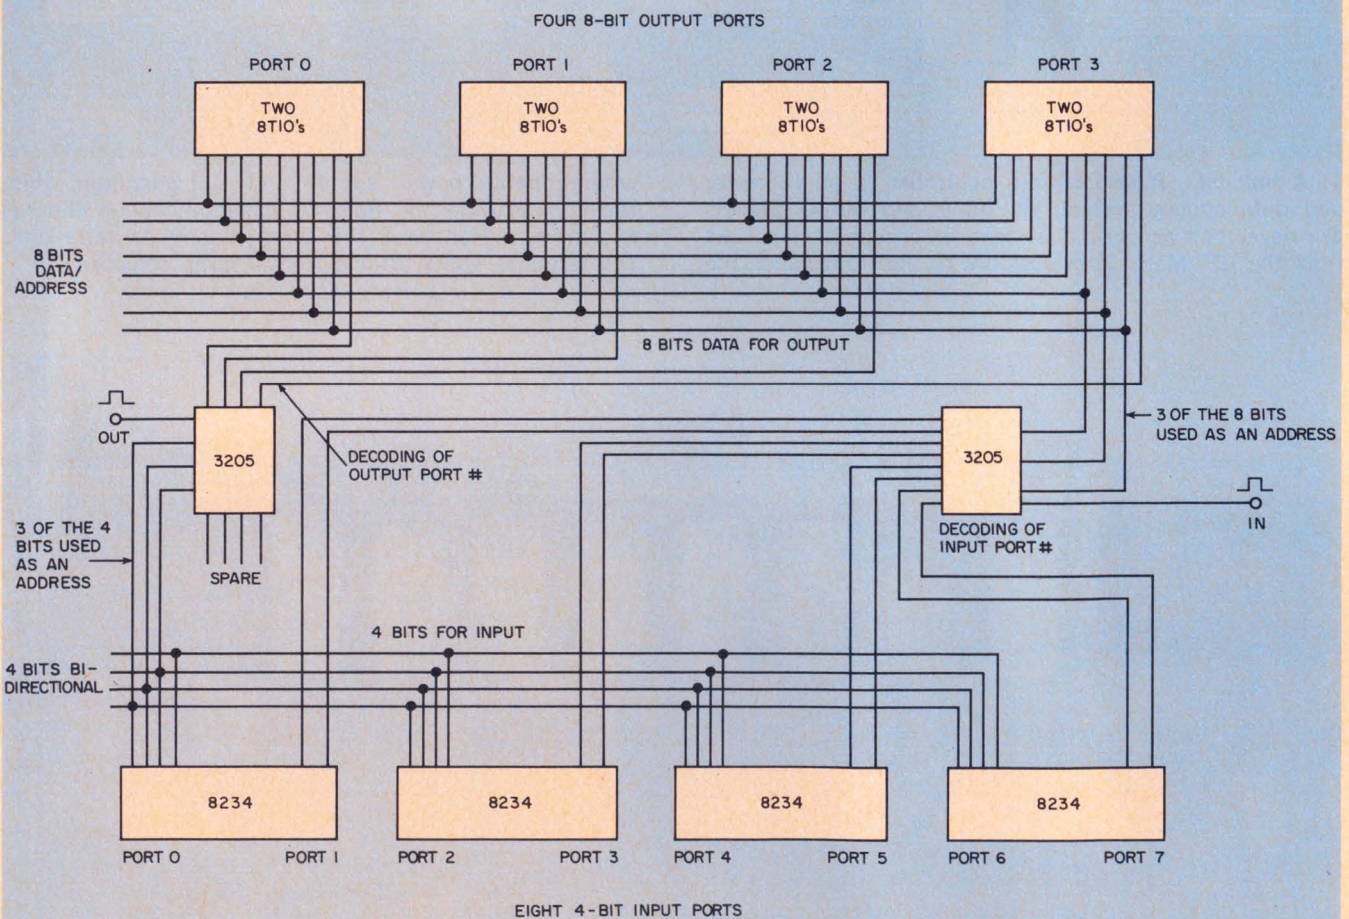 FOUR 8-BIT OUTPUT PORTS
PORT 0
PORT 1
PORT 2
PORT 3
TWO
8T10's
TWO
8T10's
TWO
8T10's
TWO
8T10's
8 BITS
DATA/
ADDRESS
8 BITS DATA FOR OUTPUT
OUT
3205
DECODING OF
OUTPUT PORT #
3205
3 OF THE 8 BITS
USED AS AN ADDRESS
IN
DECODING OF
INPUT PORT #
3 OF THE 4
BITS USED
AS AN
ADDRESS
SPARE
4 BITS FOR INPUT
4 BITS BI-
DIRECTIONAL
8234
8234
8234
8234
PORT 0
PORT 1
PORT 2
PORT 3
PORT 4
PORT 5
PORT 6
PORT 7
EIGHT 4-BIT INPUT PORTS